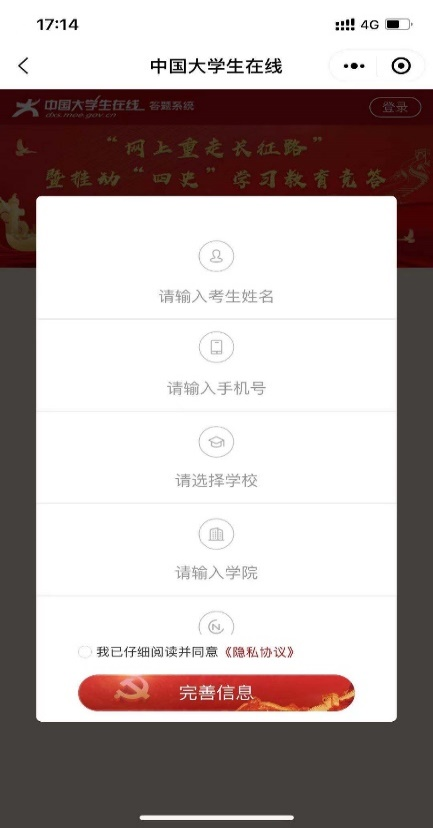 17:14
4G
中国大学生在线
中国大学生在线 答题系统
dxs.moe.gov.cn
登录
“网上重走长征路”
暨推动“四史”学习教育竞答
请输入考生姓名
请输入手机号
请选择学校
请输入学院
我已仔细阅读并同意《隐私协议》
完善信息